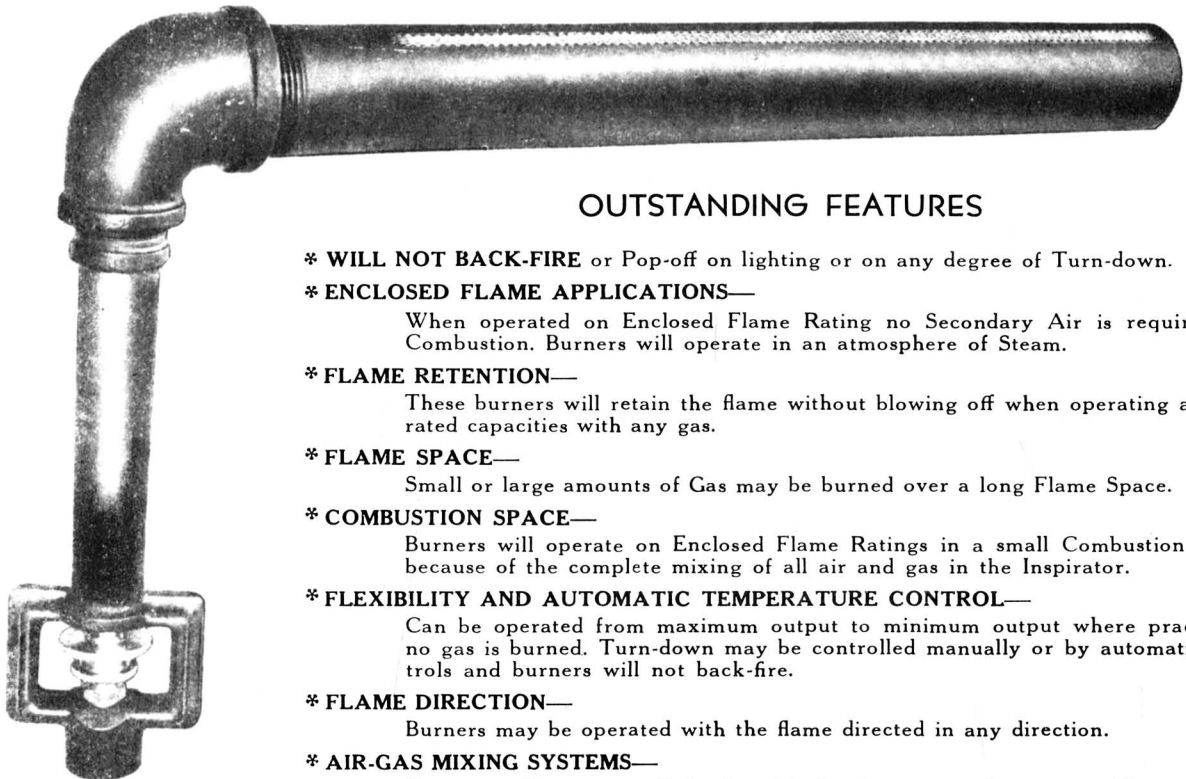 OUTSTANDING FEATURES
* WILL NOT BACK-FIRE or Pop-off on lighting or on any degree of Turn-down.
* ENCLOSED FLAME APPLICATIONS—
When operated on Enclosed Flame Rating no Secondary Air is requir
Combustion. Burners will operate in an atmosphere of Steam.
* FLAME RETENTION—
These burners will retain the flame without blowing off when operating a
rated capacities with any gas.
* FLAME SPACE—
Small or large amounts of Gas may be burned over a long Flame Space.
* COMBUSTION SPACE—
Burners will operate on Enclosed Flame Ratings in a small Combustion
because of the complete mixing of all air and gas in the Inspirator.
* FLEXIBILITY AND AUTOMATIC TEMPERATURE CONTROL—
Can be operated from maximum output to minimum output where prac
no gas is burned. Turn-down may be controlled manually or by automati
trols and burners will not back-fire.
* FLAME DIRECTION—
Burners may be operated with the flame directed in any direction.
* AIR-GAS MIXING SYSTEMS—